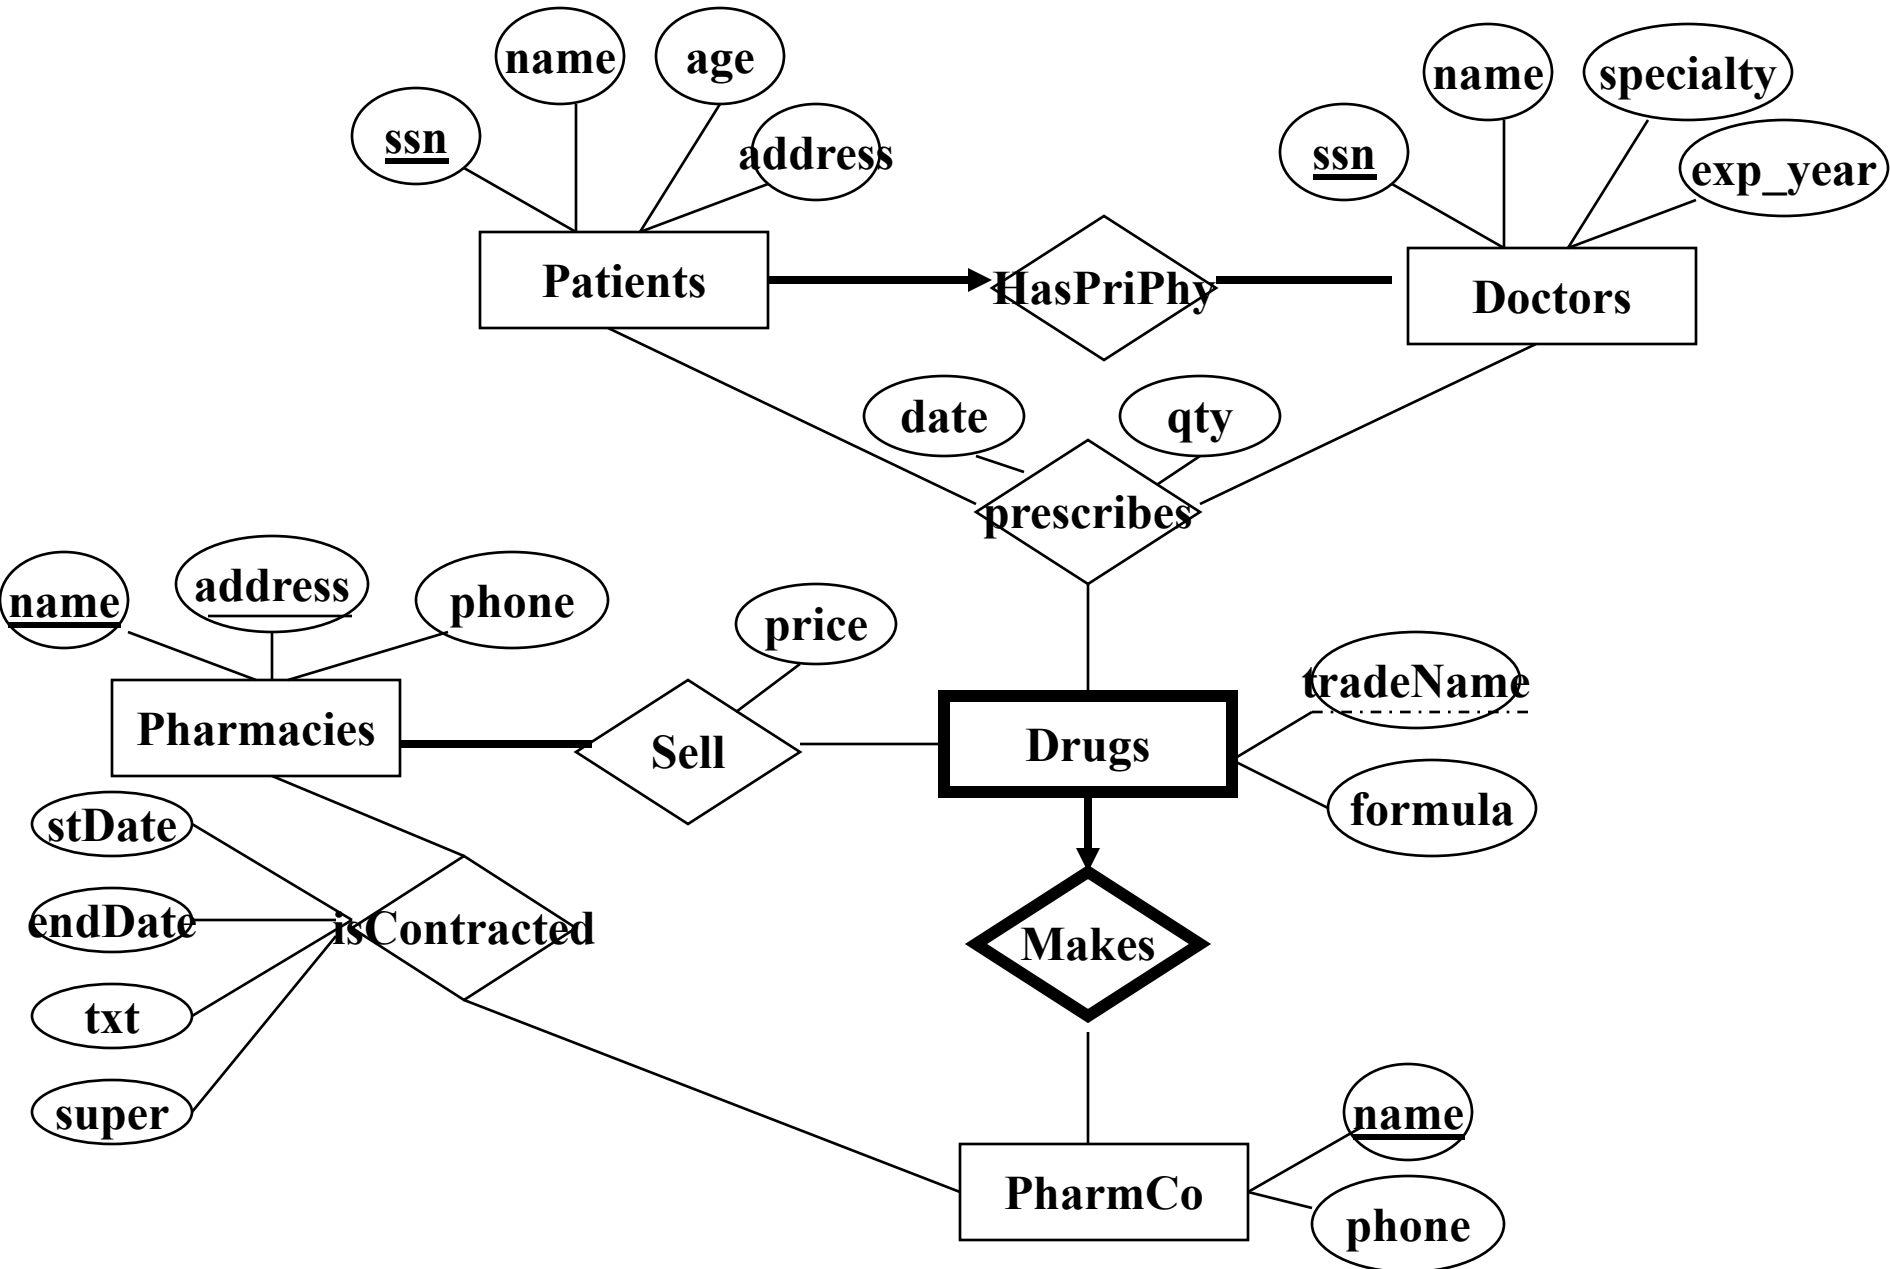 name
age
ssn
address
Patients
name
specialty
ssn
exp_year
Doctors
HasPriPhy
date
qty
prescribes
name
address
phone
Pharmacies
price
Sell
Drugs
tradeName
formula
stDate
endDate
txt
super
isContracted
Makes
name
PharmCo
phone